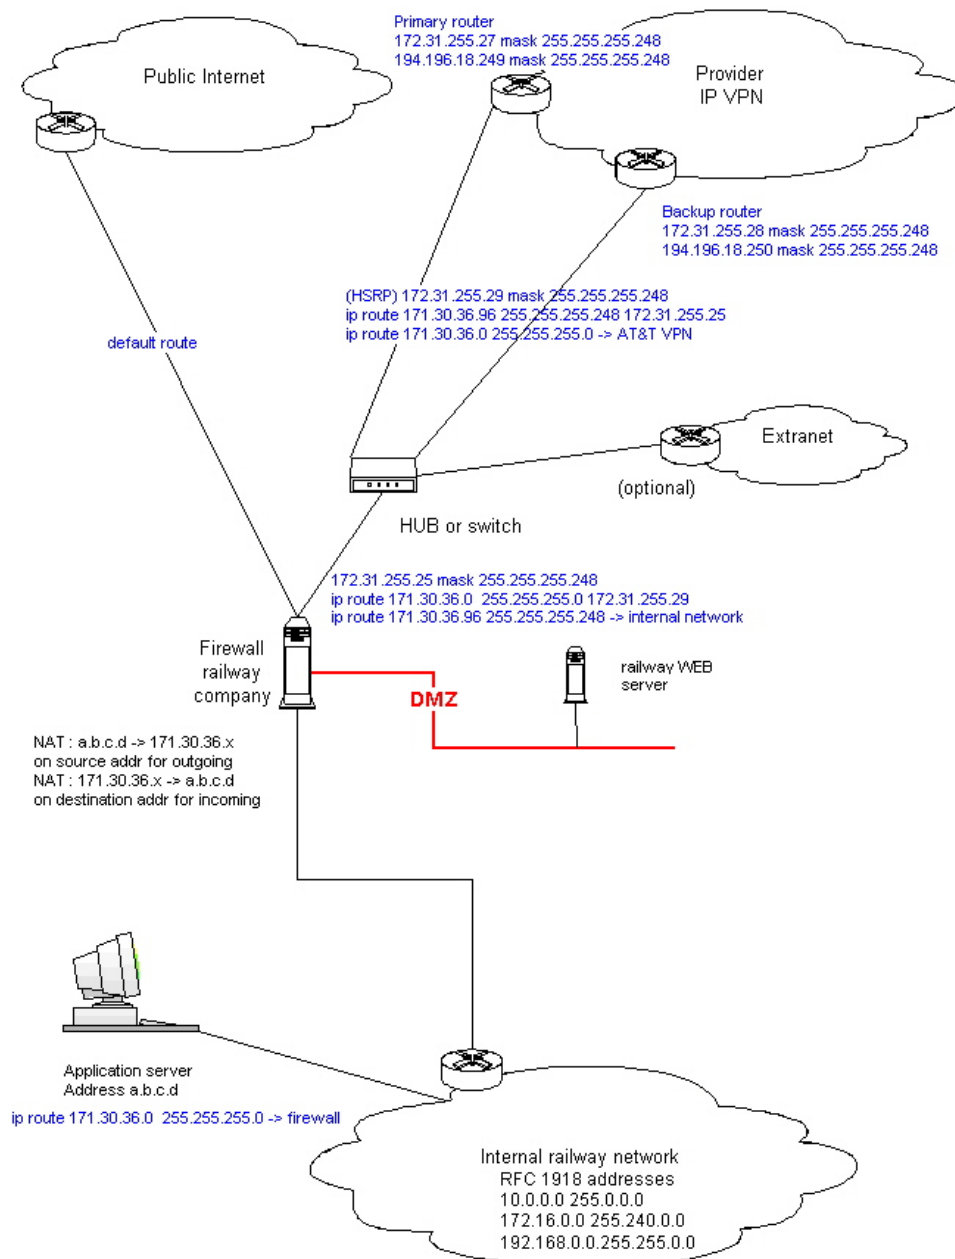 Primary router
172.31.255.27 mask 255.255.255.248
194.196.18.249 mask 255.255.255.248
Public Internet
Provider
IP VPN
Backup router
172.31.255.28 mask 255.255.255.248
194.196.18.250 mask 255.255.255.248
(HSRP) 172.31.255.29 mask 255.255.255.248
ip route 171.30.36.96 255.255.255.248 172.31.255.25
ip route 171.30.36.0 255.255.255.0 -> AT&T VPN
default route
Extranet
(optional)
HUB or switch
172.31.255.25 mask 255.255.255.248
ip route 171.30.36.0  255.255.255.0 172.31.255.29
ip route 171.30.36.96 255.255.255.248 -> internal network
Firewall
railway
company
railway WEB
server
DMZ
NAT : a.b.c.d -> 171.30.36.x
on source addr for outgoing
NAT : 171.30.36.x -> a.b.c.d
on destination addr for incoming
Application server
Address a.b.c.d
ip route 171.30.36.0  255.255.255.0 -> firewall
Internal railway network
RFC 1918 addresses
10.0.0.0 255.0.0.0
172.16.0.0 255.240.0.0
192.168.0.0.255.255.0.0